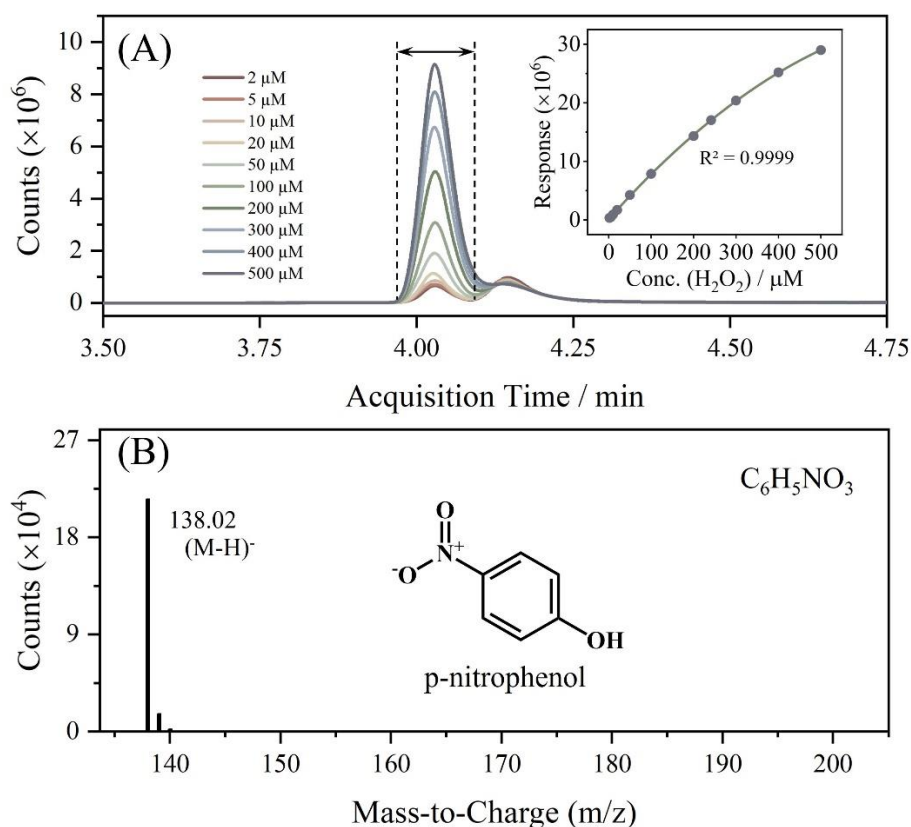 (A)
10
8
6
4
2
0
Counts (×10⁶)
2 µM
5 µM
10 µM
20 µM
50 µM
100 µM
200 µM
300 µM
400 µM
500 µM
30
20
10
0
Response (×10⁶)
R² = 0.9999
0 100 200 300 400 500
Conc. (H₂O₂) / µM
3.50 3.75 4.00 4.25 4.50 4.75
Acquisition Time / min
(B)
27
18
9
0
Counts (×10⁴)
138.02
(M-H)⁻
C₆H₅NO₃
O
N⁺
⁻O
OH
p-nitrophenol
140 150 160 170 180 190 200
Mass-to-Charge (m/z)